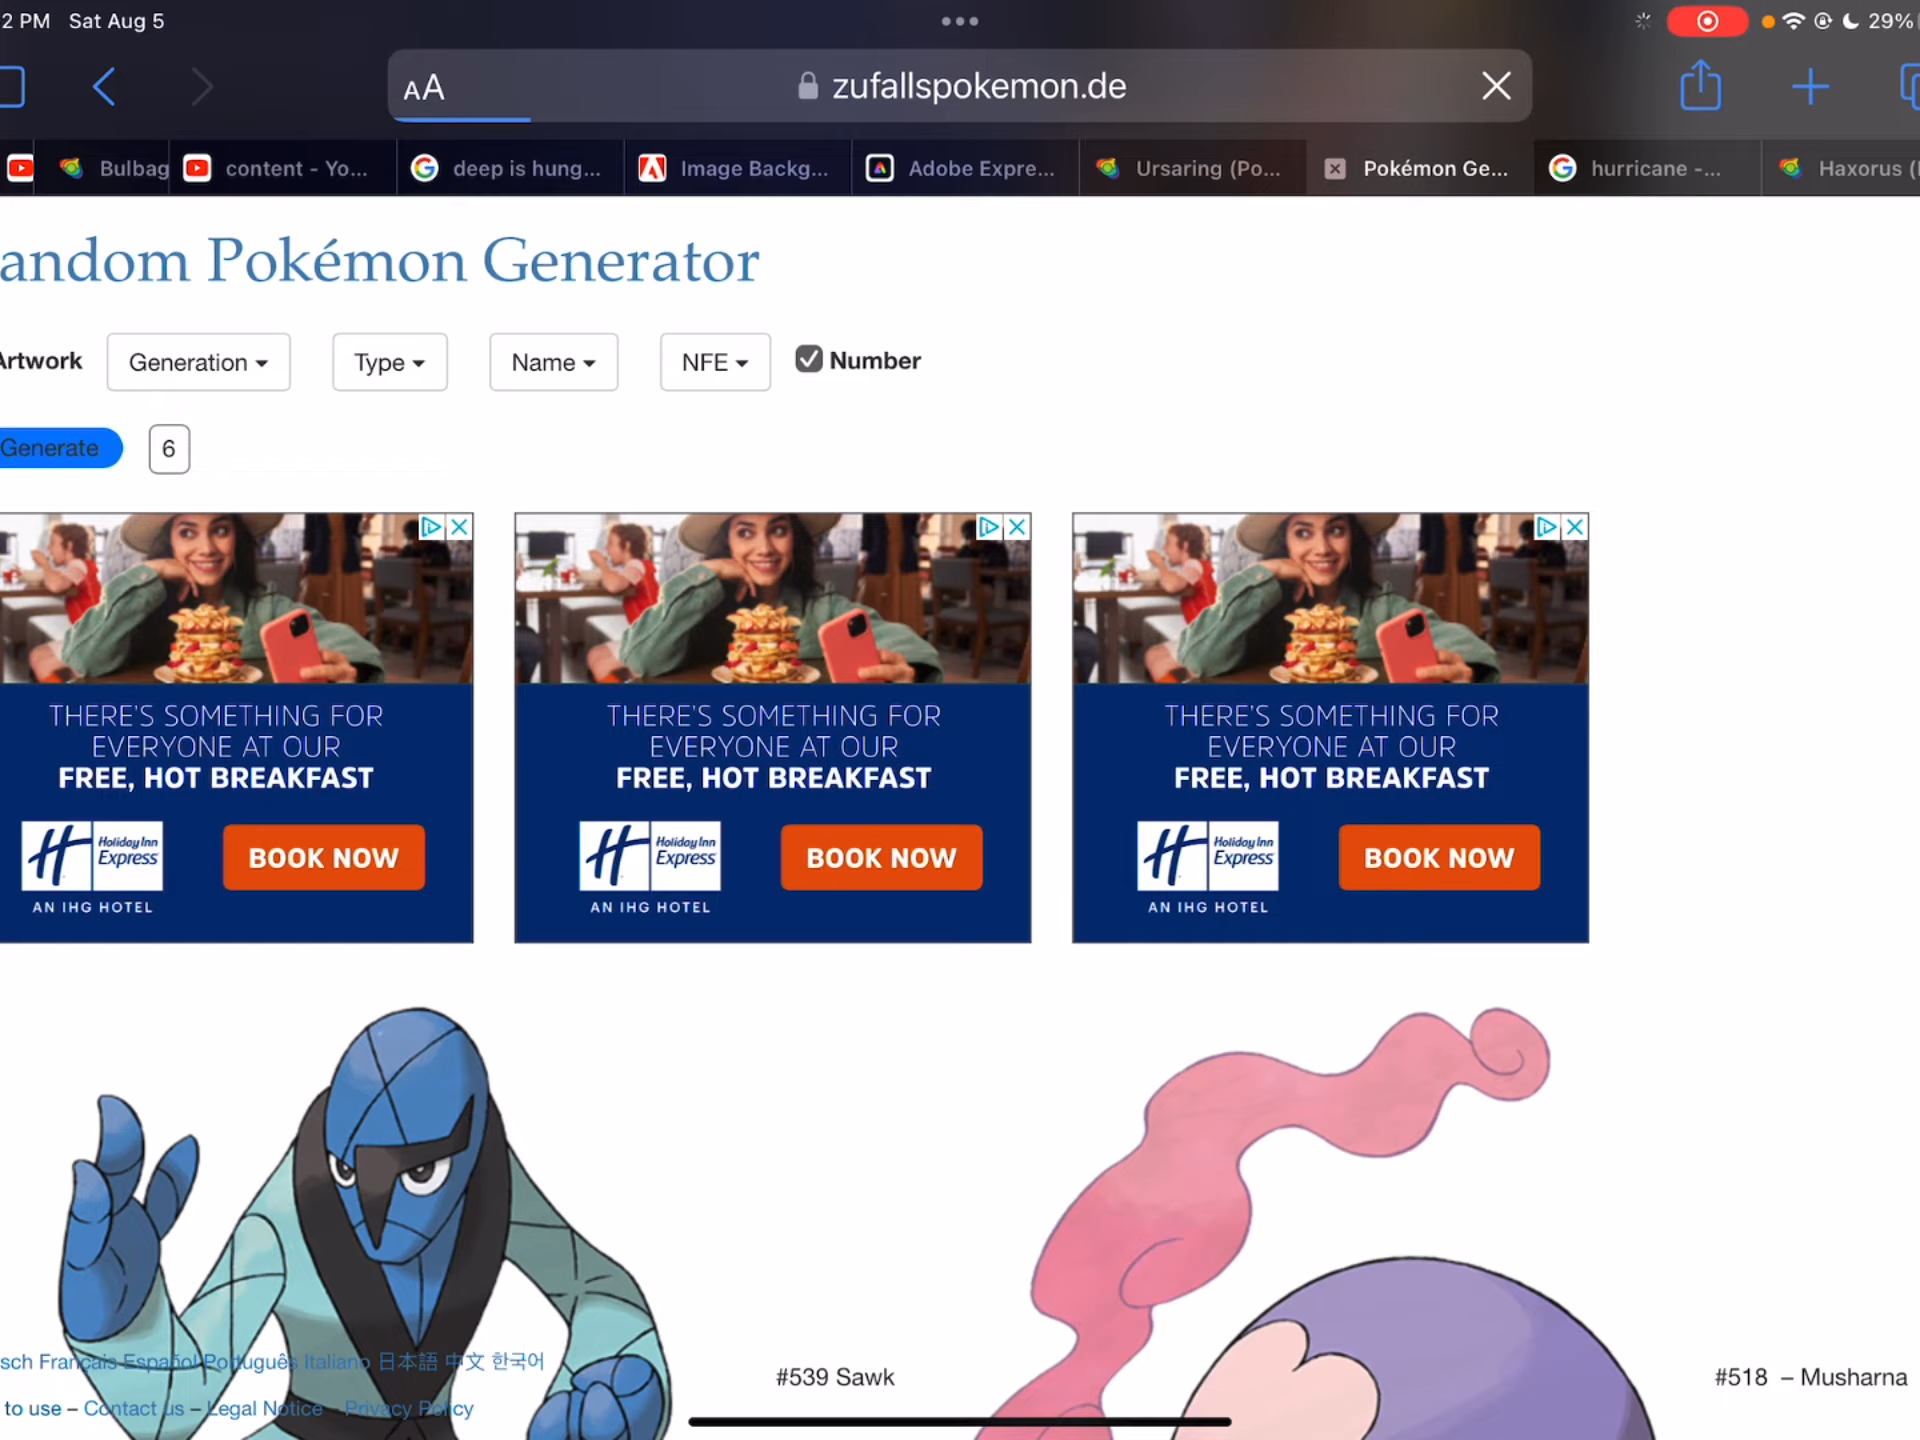 2 PM Sat Aug 5
29%
AA zufallspokemon.de
Bulbag
content - Yo...
deep is hung...
Image Backg...
Adobe Expre...
Ursaring (Po...
Pokémon Ge...
hurricane -...
Haxorus (
andom Pokémon Generator
Artwork Generation Type Name NFE Number
Generate 6
THERE'S SOMETHING FOR
EVERYONE AT OUR
FREE, HOT BREAKFAST
Holiday Inn
Express
BOOK NOW
AN IHG HOTEL
THERE'S SOMETHING FOR
EVERYONE AT OUR
FREE, HOT BREAKFAST
Holiday Inn
Express
BOOK NOW
AN IHG HOTEL
THERE'S SOMETHING FOR
EVERYONE AT OUR
FREE, HOT BREAKFAST
Holiday Inn
Express
BOOK NOW
AN IHG HOTEL
#539 Sawk
#518 – Musharna
sch Français Español Português Italiano 日本語 中文 한국어
to use – Contact us – Legal Notice – Privacy Policy